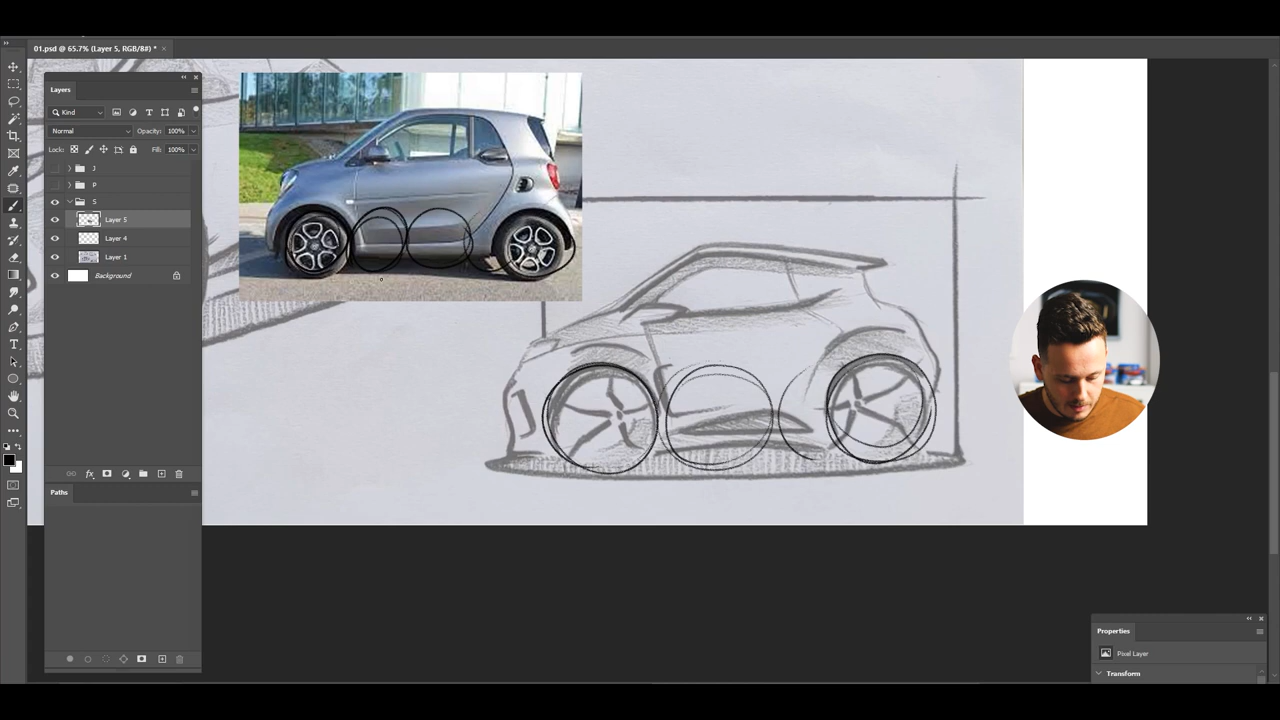 01.psd @ 65.7% (Layer 5, RGB/8#) *
Layers
Kind
Normal
Opacity: 100%
Lock:
Fill: 100%
J
P
S
Layer 5
Layer 4
Layer 1
Background
fx
Paths
Properties
Pixel Layer
Transform